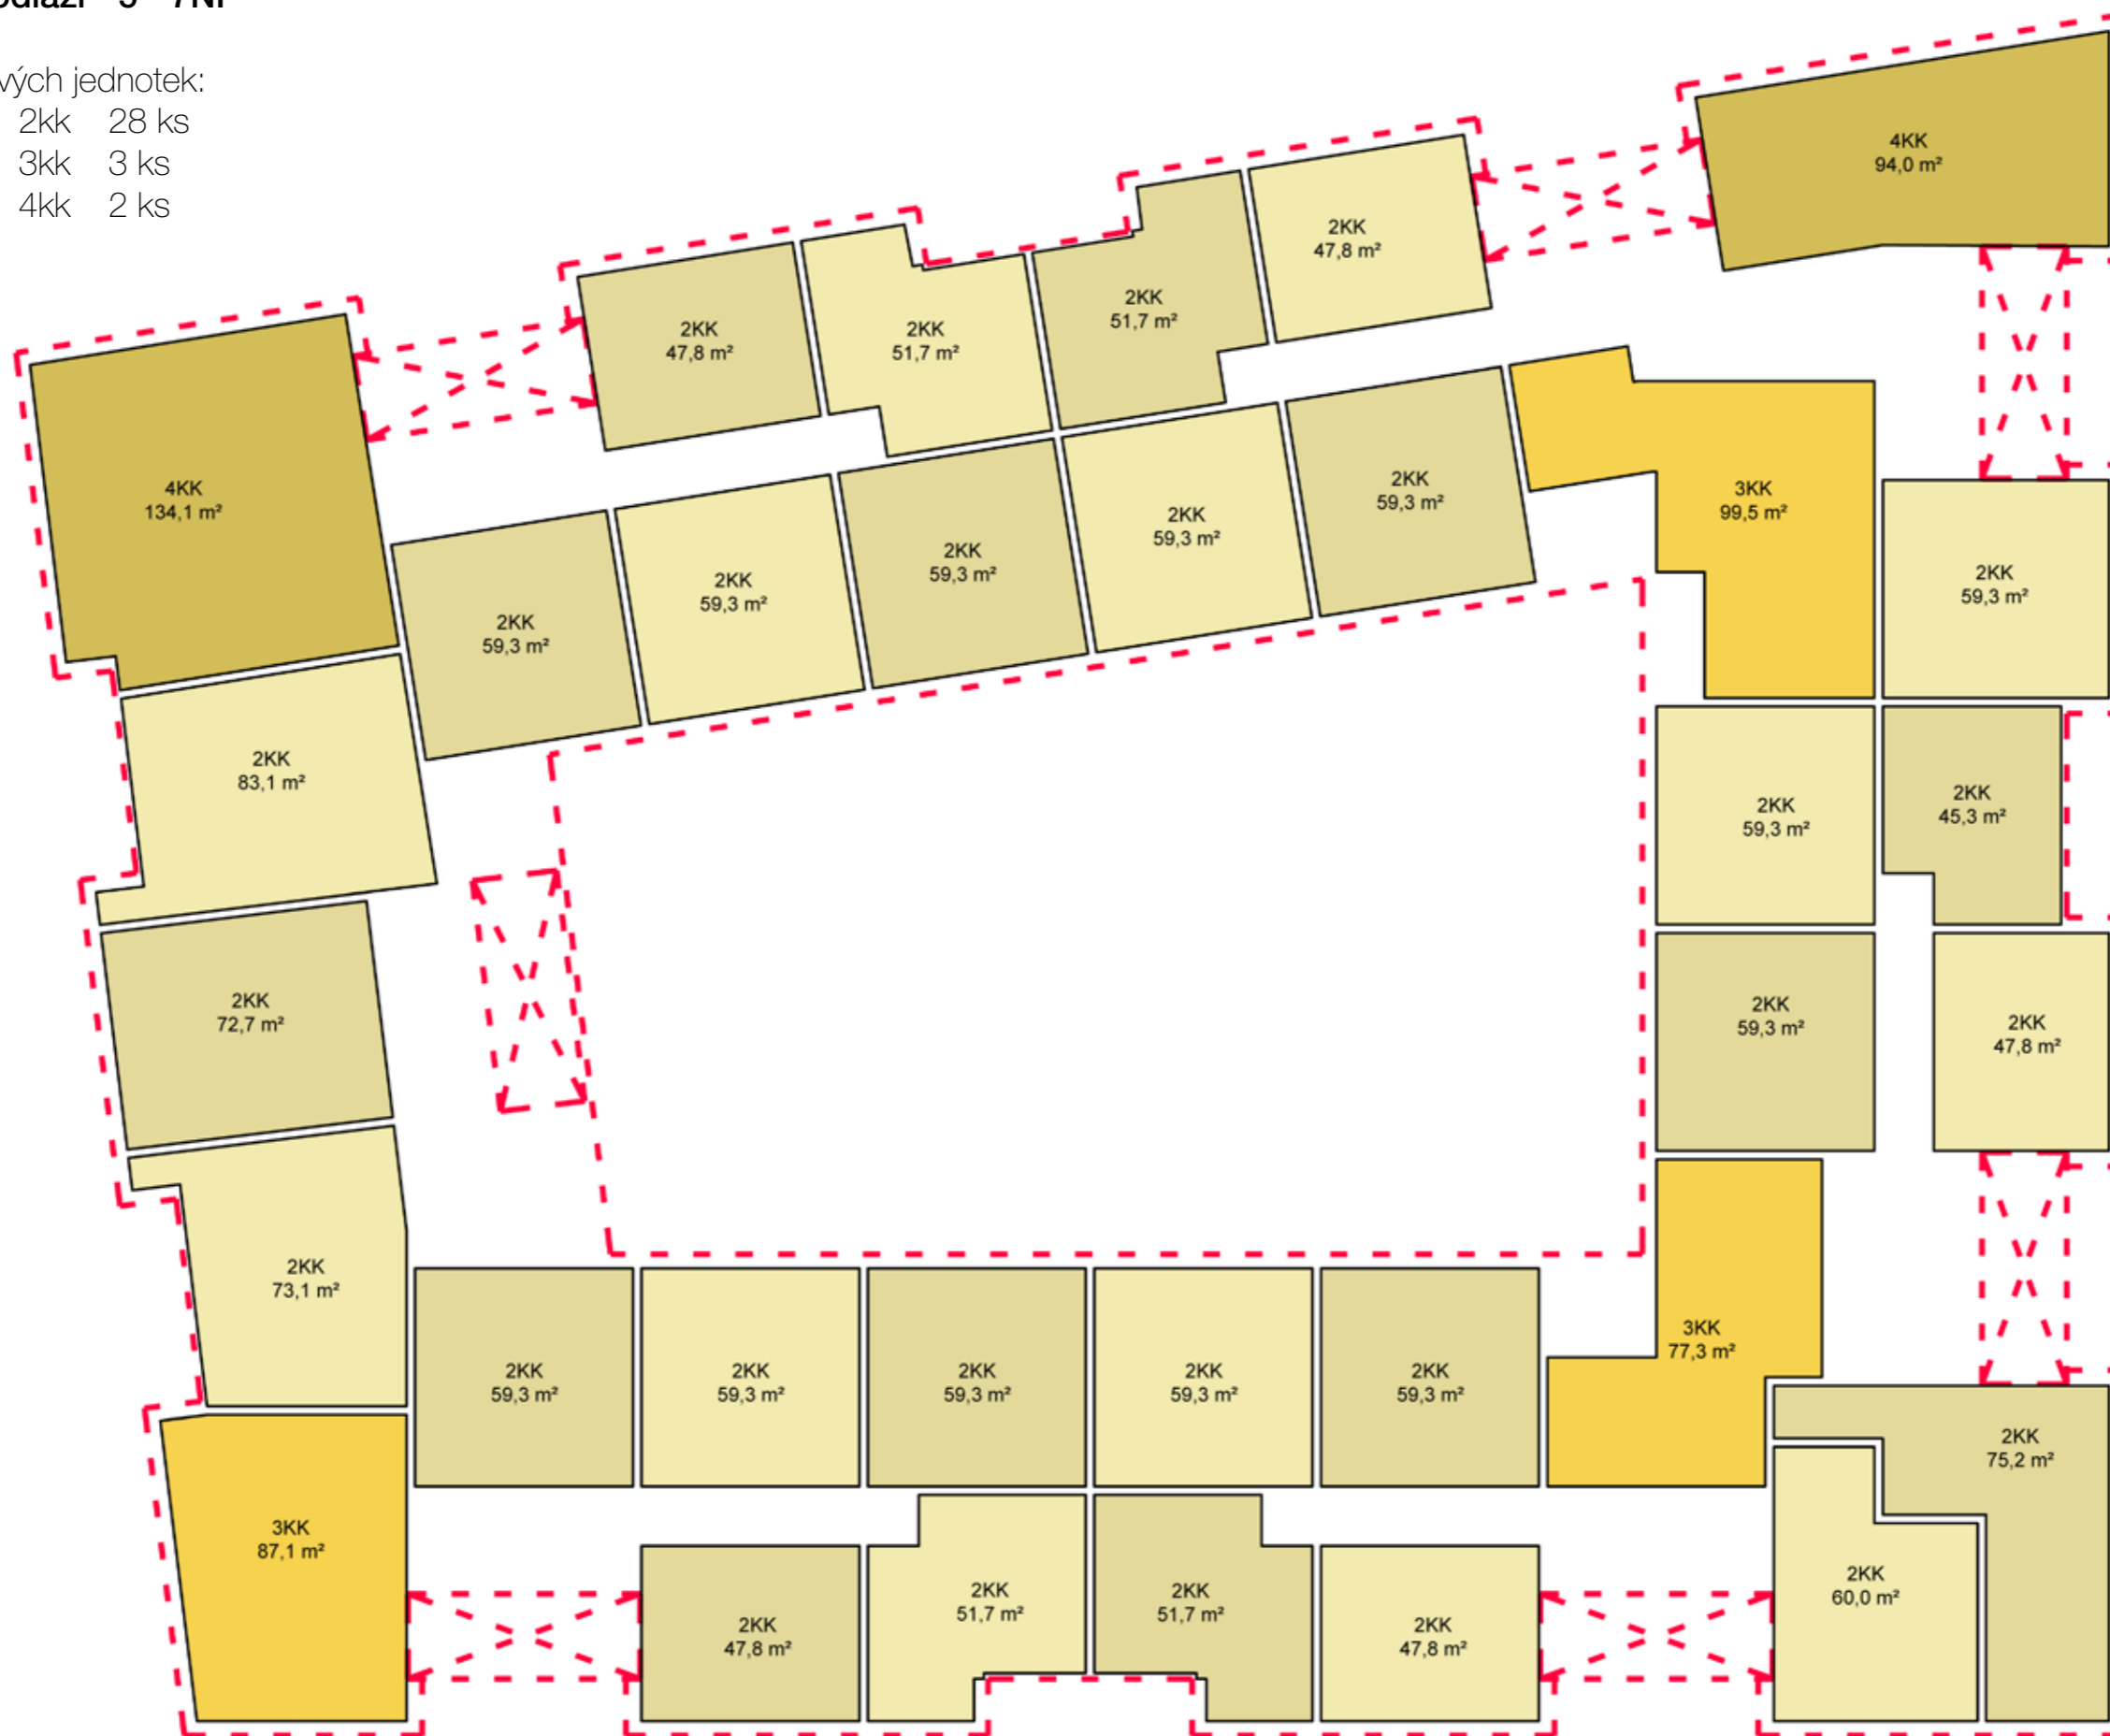 vých jednotek:
2kk 28 ks
3kk 3 ks
4kk 2 ks
4KK
94,0 m²
2KK
47,8 m²
2KK
51,7 m²
2KK
51,7 m²
2KK
47,8 m²
4KK
134,1 m²
2KK
59,3 m²
2KK
59,3 m²
2KK
59,3 m²
2KK
59,3 m²
2KK
59,3 m²
3KK
99,5 m²
2KK
59,3 m²
2KK
83,1 m²
2KK
59,3 m²
2KK
45,3 m²
2KK
72,7 m²
2KK
59,3 m²
2KK
47,8 m²
2KK
73,1 m²
2KK
59,3 m²
2KK
59,3 m²
2KK
59,3 m²
2KK
59,3 m²
2KK
59,3 m²
3KK
77,3 m²
2KK
75,2 m²
3KK
87,1 m²
2KK
47,8 m²
2KK
51,7 m²
2KK
51,7 m²
2KK
47,8 m²
2KK
60,0 m²